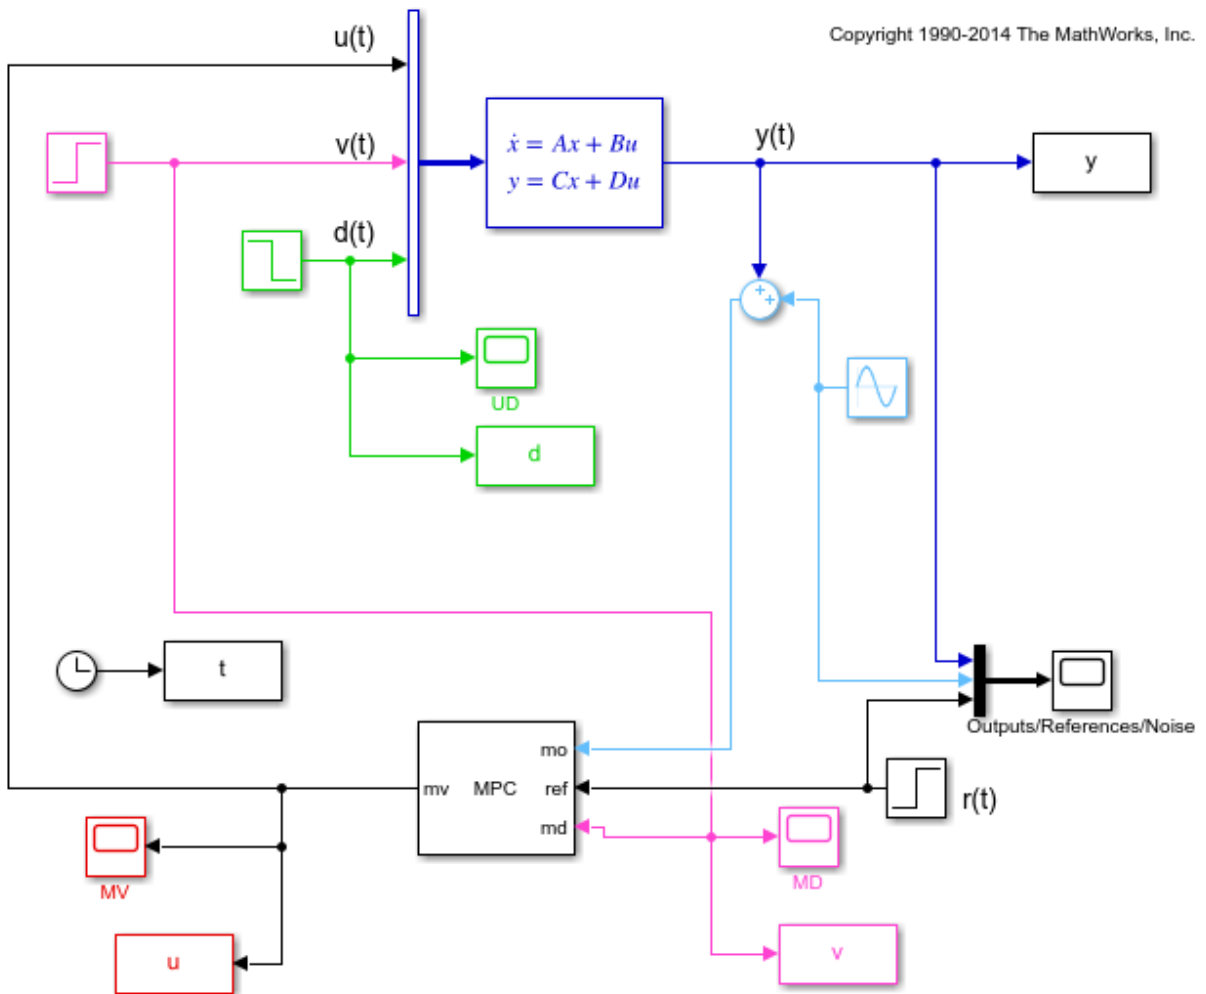 u(t)
Copyright 1990-2014 The MathWorks, Inc.
v(t)
ẋ = Ax + Bu
y = Cx + Du
y(t)
y
d(t)
UD
d
t
Outputs/References/Noise
mo
mv
MPC
ref
md
r(t)
MV
MD
u
v